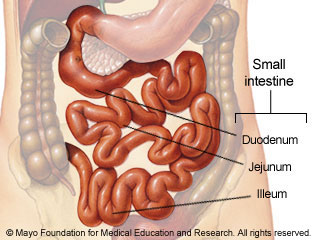 Small
intestine
Duodenum
Jejunum
Illeum
© Mayo Foundation for Medical Education and Research. All rights reserved.